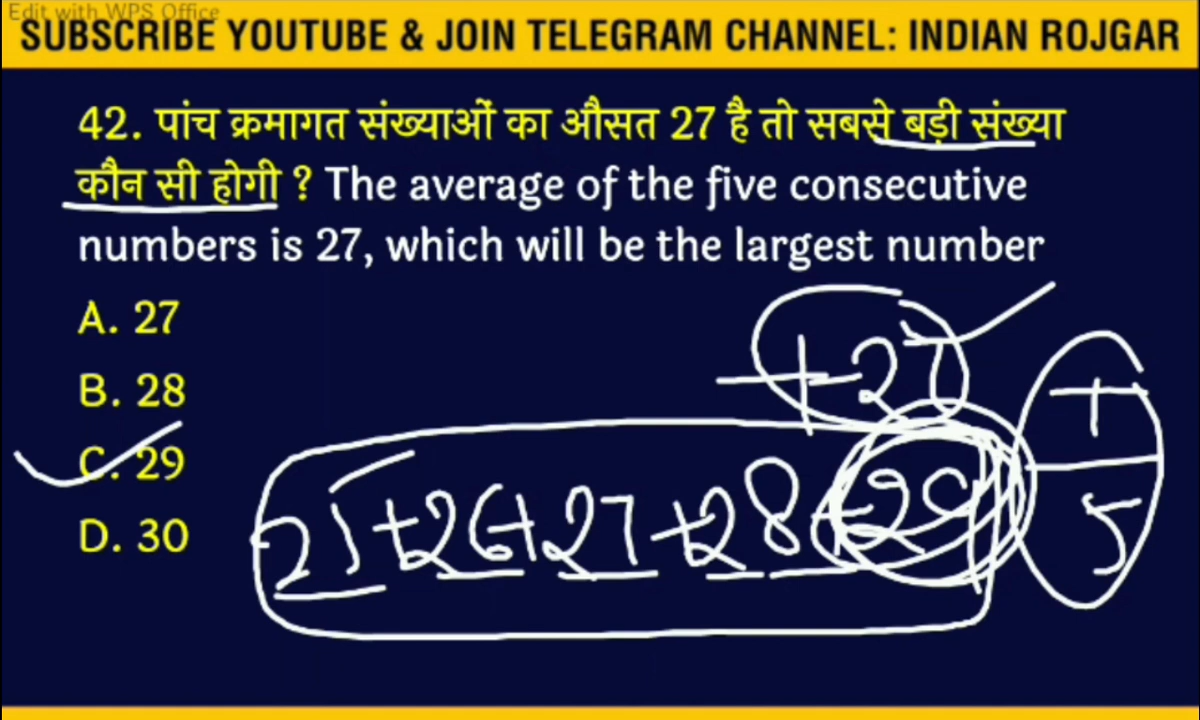 Edit with WPS Office
SUBSCRIBE YOUTUBE & JOIN TELEGRAM CHANNEL: INDIAN ROJGAR
42. पांच क्रमागत संख्याओं का औसत 27 है तो सबसे बड़ी संख्या
कौन सी होगी ? The average of the five consecutive
numbers is 27, which will be the largest number
A. 27
B. 28
C. 29
D. 30
27
25+26+27+28+29
+
5